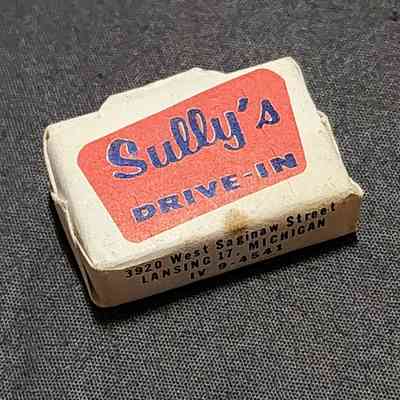 Sully's
DRIVE-IN
3920 West Saginaw Street
LANSING 17, MICHIGAN
IV 9-4541